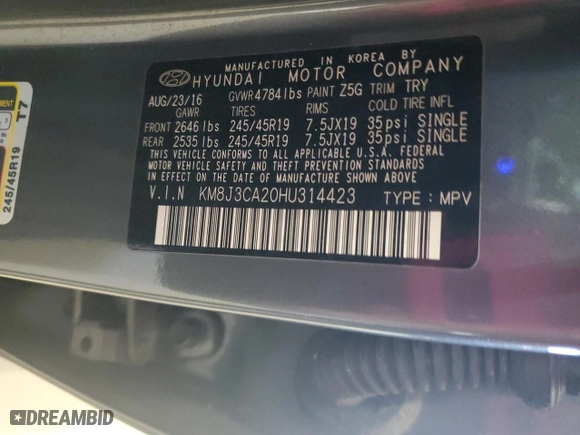 MANUFACTURED IN KOREA BY
HYUNDAI MOTOR COMPANY
AUG/23/16 GVWR 4784 lbs PAINT Z5G TRIM TRY
GAWR TIRES RIMS COLD TIRE INFL
FRONT 2646 lbs 245/45R19 7.5JX19 35psi SINGLE
REAR 2535 lbs 245/45R19 7.5JX19 35psi SINGLE
THIS VEHICLE CONFORMS TO ALL APPLICABLE U.S.A. FEDERAL
MOTOR VEHICLE SAFETY AND THEFT PREVENTION STANDARDS
IN EFFECT ON THE DATE OF MANUFACTURE SHOWN ABOVE.
V.I.N KM8J3CA20HU314423 TYPE : MPV
245/45R19 T7
DREAMBID